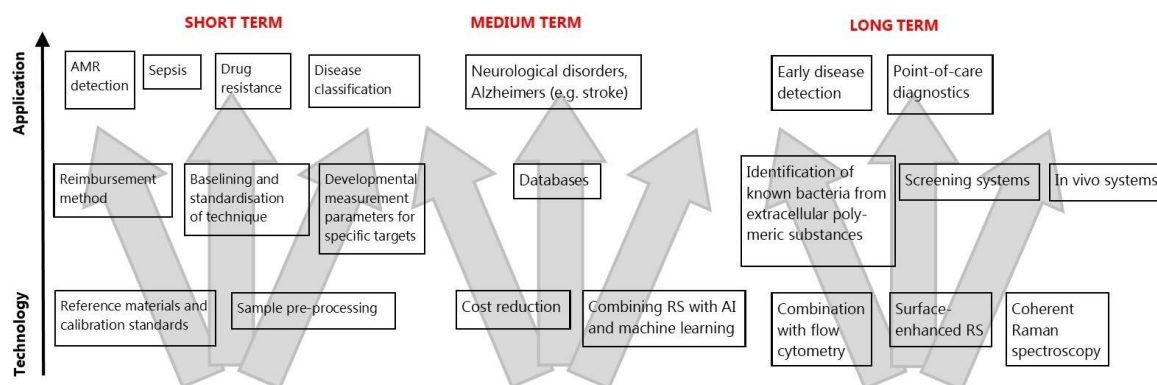 SHORT TERM
MEDIUM TERM
LONG TERM
Application
Technology
AMR
detection
Sepsis
Drug
resistance
Disease
classification
Neurological disorders,
Alzheimers (e.g. stroke)
Early disease
detection
Point-of-care
diagnostics
Reimbursement
method
Baselining and
standardisation
of technique
Developmental
measurement
parameters for
specific targets
Databases
Identification of
known bacteria from
extracellular poly-
meric substances
Screening systems
In vivo systems
Reference materials and
calibration standards
Sample pre-processing
Cost reduction
Combining RS with AI
and machine learning
Combination
with flow
cytometry
Surface-
enhanced RS
Coherent
Raman
spectroscopy